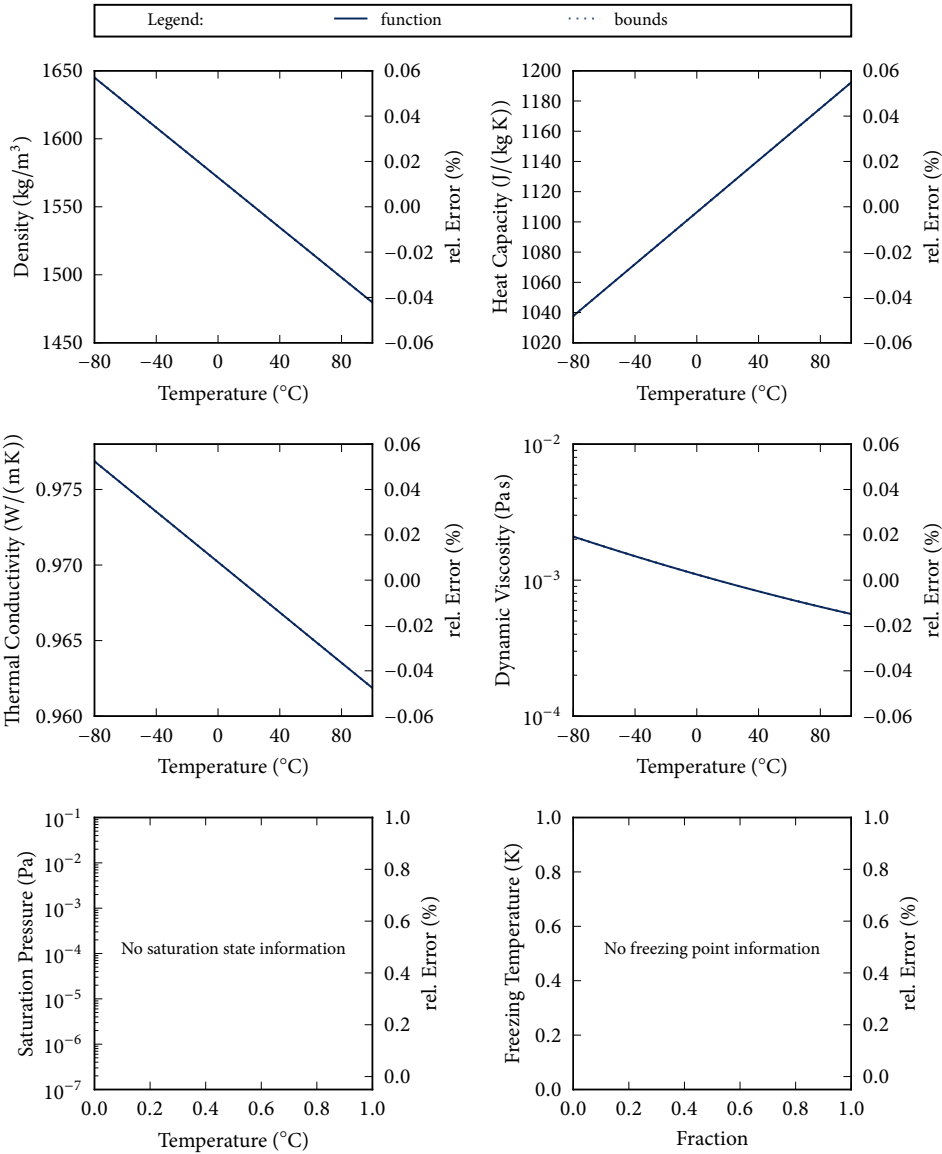 Legend: function bounds
1650
1600
1550
1500
1450
Density (kg/m³)
0.06
0.04
0.02
0.00
−0.02
−0.04
−0.06
rel. Error (%)
−80 −40 0 40 80
Temperature (°C)
1200
1180
1160
1140
1120
1100
1080
1060
1040
1020
Heat Capacity (J/(kg K))
0.06
0.04
0.02
0.00
−0.02
−0.04
−0.06
rel. Error (%)
−80 −40 0 40 80
Temperature (°C)
0.975
0.970
0.965
0.960
Thermal Conductivity (W/(m K))
0.06
0.04
0.02
0.00
−0.02
−0.04
−0.06
rel. Error (%)
−80 −40 0 40 80
Temperature (°C)
10⁻²
10⁻³
10⁻⁴
Dynamic Viscosity (Pa s)
0.06
0.04
0.02
0.00
−0.02
−0.04
−0.06
rel. Error (%)
−80 −40 0 40 80
Temperature (°C)
10⁻¹
10⁻²
10⁻³
10⁻⁴
10⁻⁵
10⁻⁶
10⁻⁷
Saturation Pressure (Pa)
No saturation state information
1.0
0.8
0.6
0.4
0.2
0.0
rel. Error (%)
0.0 0.2 0.4 0.6 0.8 1.0
Temperature (°C)
1.0
0.8
0.6
0.4
0.2
0.0
Freezing Temperature (K)
No freezing point information
1.0
0.8
0.6
0.4
0.2
0.0
rel. Error (%)
0.0 0.2 0.4 0.6 0.8 1.0
Fraction